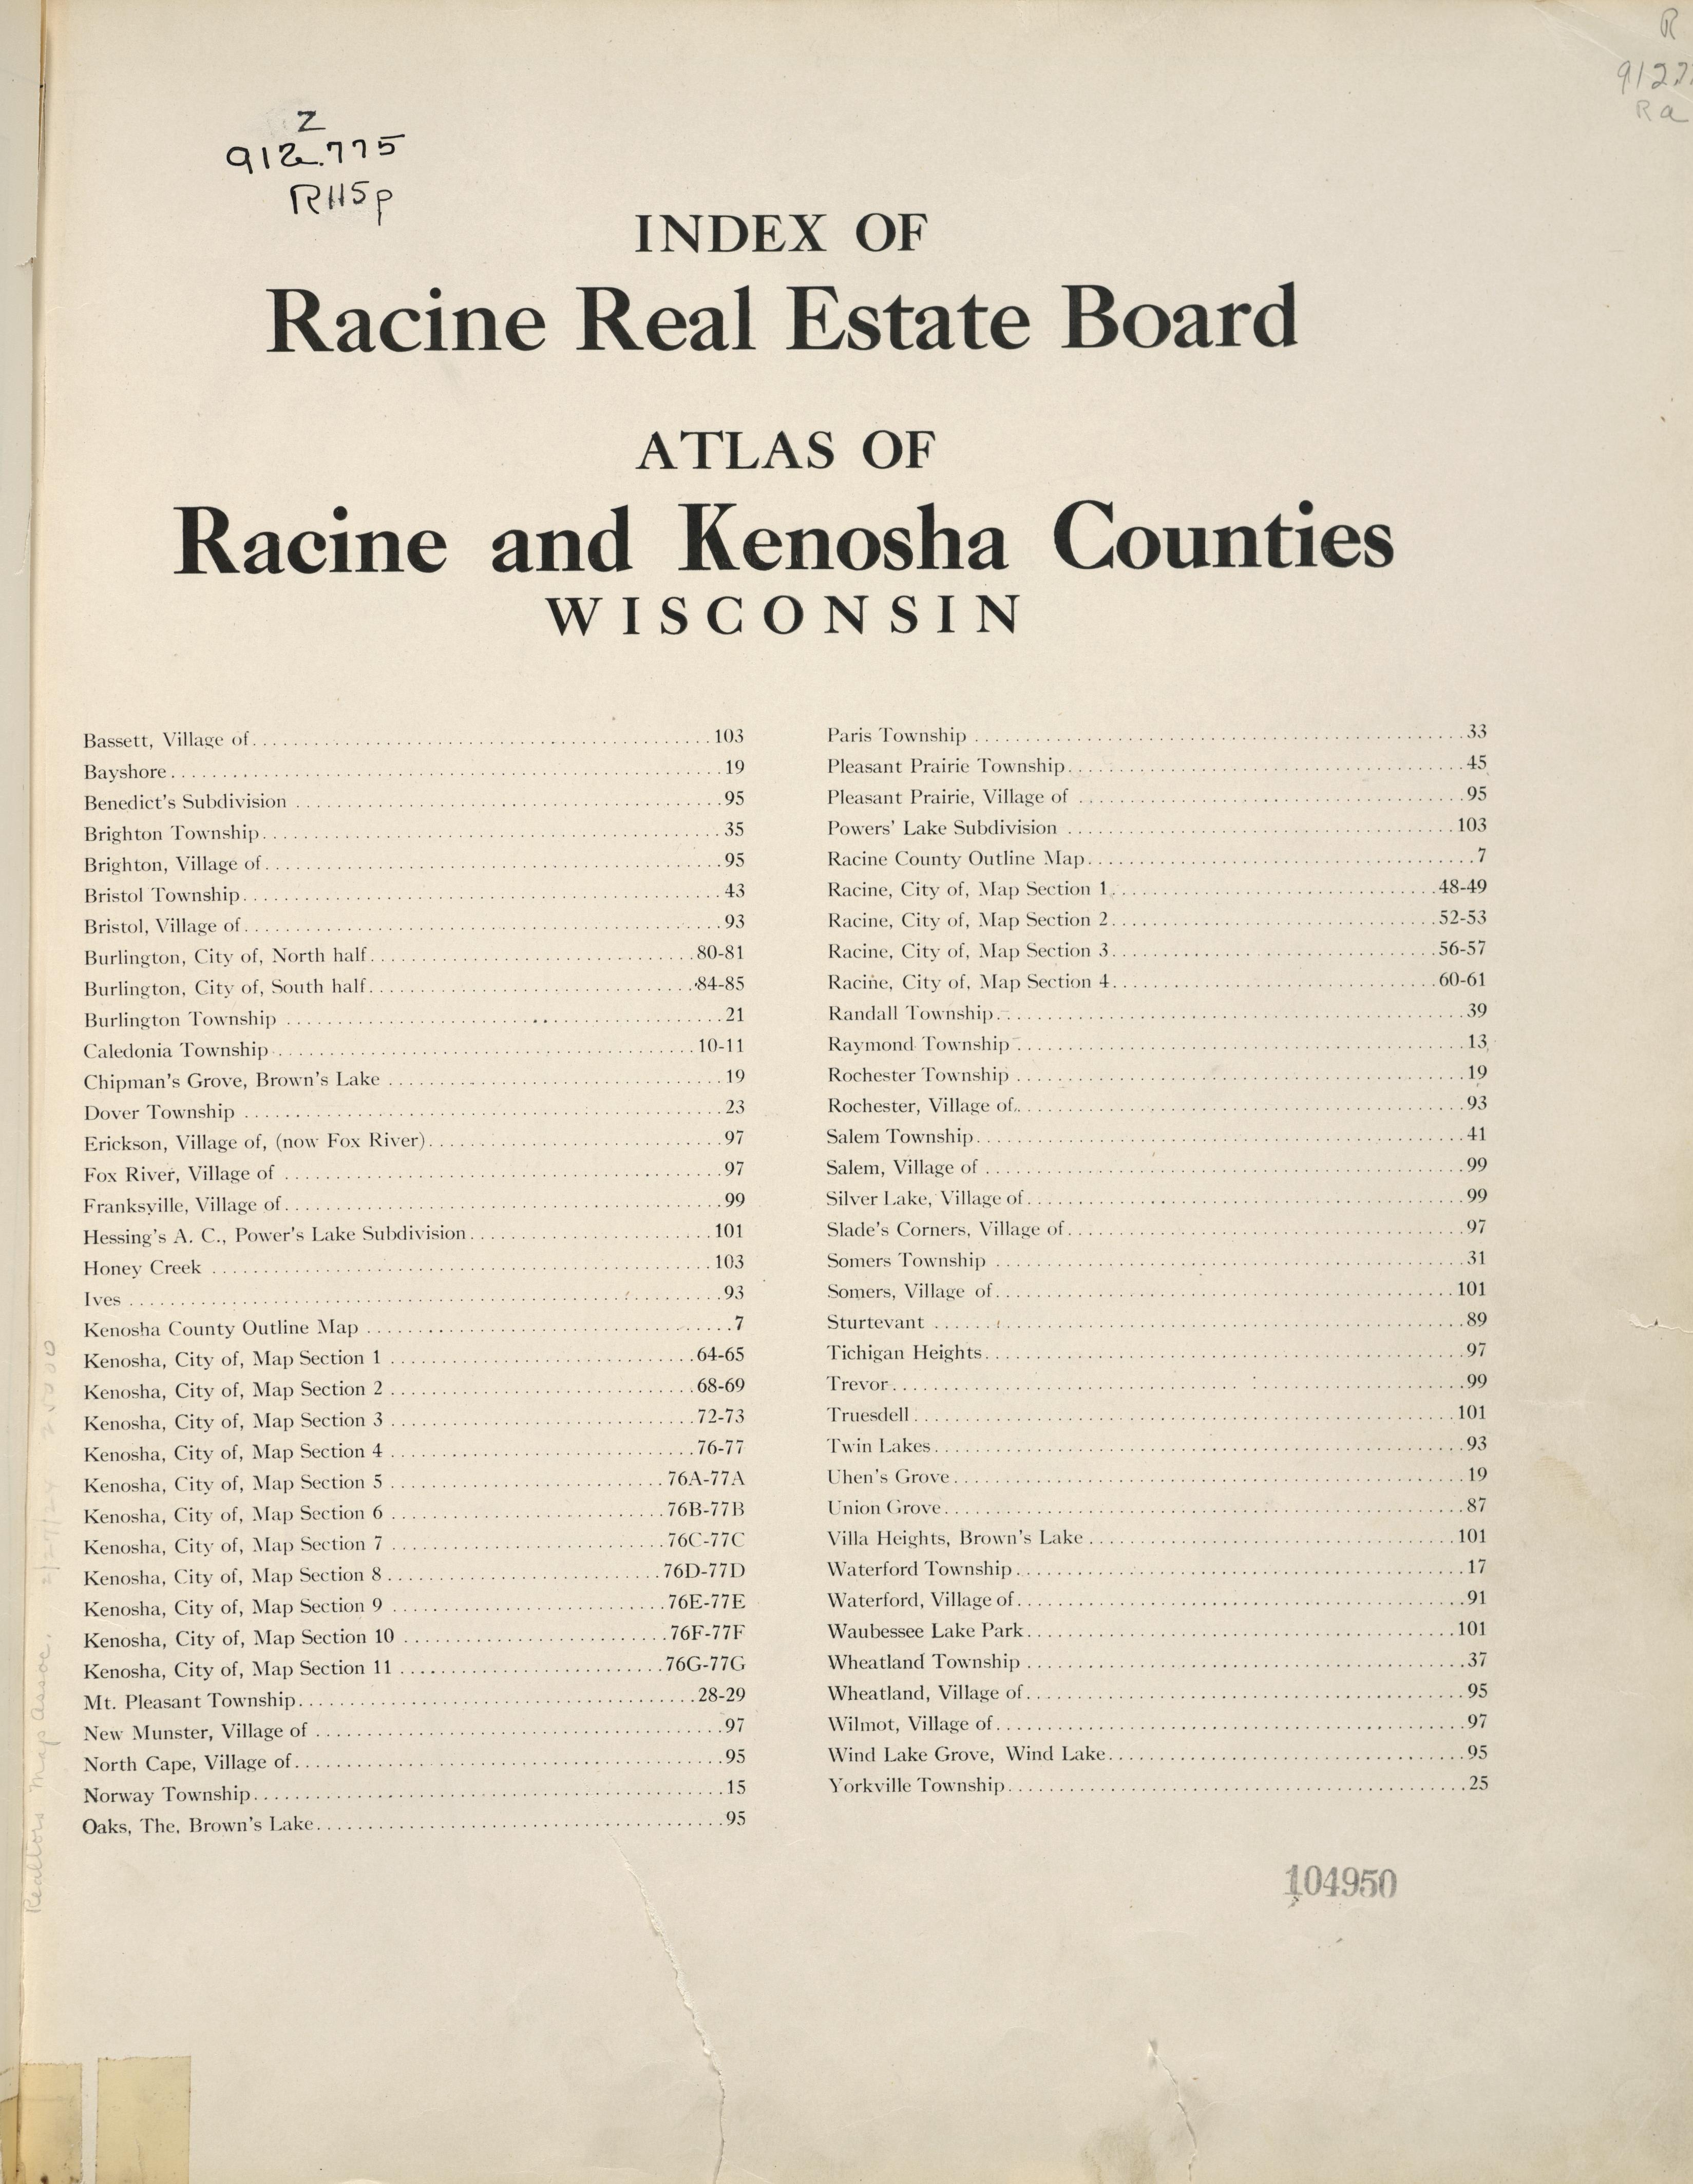 Z
912.775
R115p
R
Ra
INDEX OF
Racine Real Estate Board
ATLAS OF
Racine and Kenosha Counties
WISCONSIN
Bassett, Village of 103
Bayshore 19
Benedict's Subdivision 95
Brighton Township 35
Brighton, Village of 95
Bristol Township 43
Bristol, Village of 93
Burlington, City of, North half 80-81
Burlington, City of, South half 84-85
Burlington Township 21
Caledonia Township 10-11
Chipman's Grove, Brown's Lake 19
Dover Township 23
Erickson, Village of, (now Fox River) 97
Fox River, Village of 97
Franksville, Village of 99
Hessing's A. C., Power's Lake Subdivision 101
Honey Creek 103
Ives 93
Kenosha County Outline Map 7
Kenosha, City of, Map Section 1 64-65
Kenosha, City of, Map Section 2 68-69
Kenosha, City of, Map Section 3 72-73
Kenosha, City of, Map Section 4 76-77
Kenosha, City of, Map Section 5 76A-77A
Kenosha, City of, Map Section 6 76B-77B
Kenosha, City of, Map Section 7 76C-77C
Kenosha, City of, Map Section 8 76D-77D
Kenosha, City of, Map Section 9 76E-77E
Kenosha, City of, Map Section 10 76F-77F
Kenosha, City of, Map Section 11 76G-77G
Mt. Pleasant Township 28-29
New Munster, Village of 97
North Cape, Village of 95
Norway Township 15
Oaks, The, Brown's Lake 95
Paris Township 33
Pleasant Prairie Township 45
Pleasant Prairie, Village of 95
Powers' Lake Subdivision 103
Racine County Outline Map 7
Racine, City of, Map Section 1 48-49
Racine, City of, Map Section 2 52-53
Racine, City of, Map Section 3 56-57
Racine, City of, Map Section 4 60-61
Randall Township 39
Raymond Township 13
Rochester Township 19
Rochester, Village of 93
Salem Township 41
Salem, Village of 99
Silver Lake, Village of 99
Slade's Corners, Village of 97
Somers Township 31
Somers, Village of 101
Sturtevant 89
Tichigan Heights 97
Trevor 99
Truesdell 101
Twin Lakes 93
Uhen's Grove 19
Union Grove 87
Villa Heights, Brown's Lake 101
Waterford Township 17
Waterford, Village of 91
Waubessee Lake Park 101
Wheatland Township 37
Wheatland, Village of 95
Wilmot, Village of 97
Wind Lake Grove, Wind Lake 95
Yorkville Township 25
104950
Realtors Map Assoc.